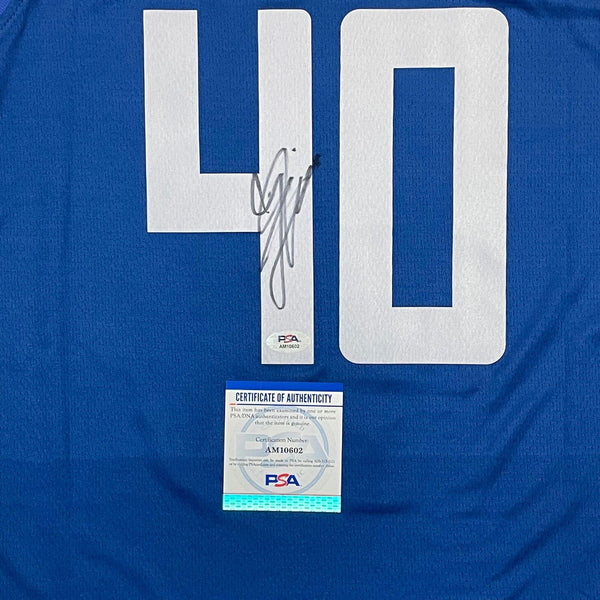 40
PSA
AM10602
CERTIFICATE OF AUTHENTICITY
This item has been examined by one or more
PSA/DNA authenticators and it is our opinion
that the item is genuine
Certification Number:
AM10602
PSA